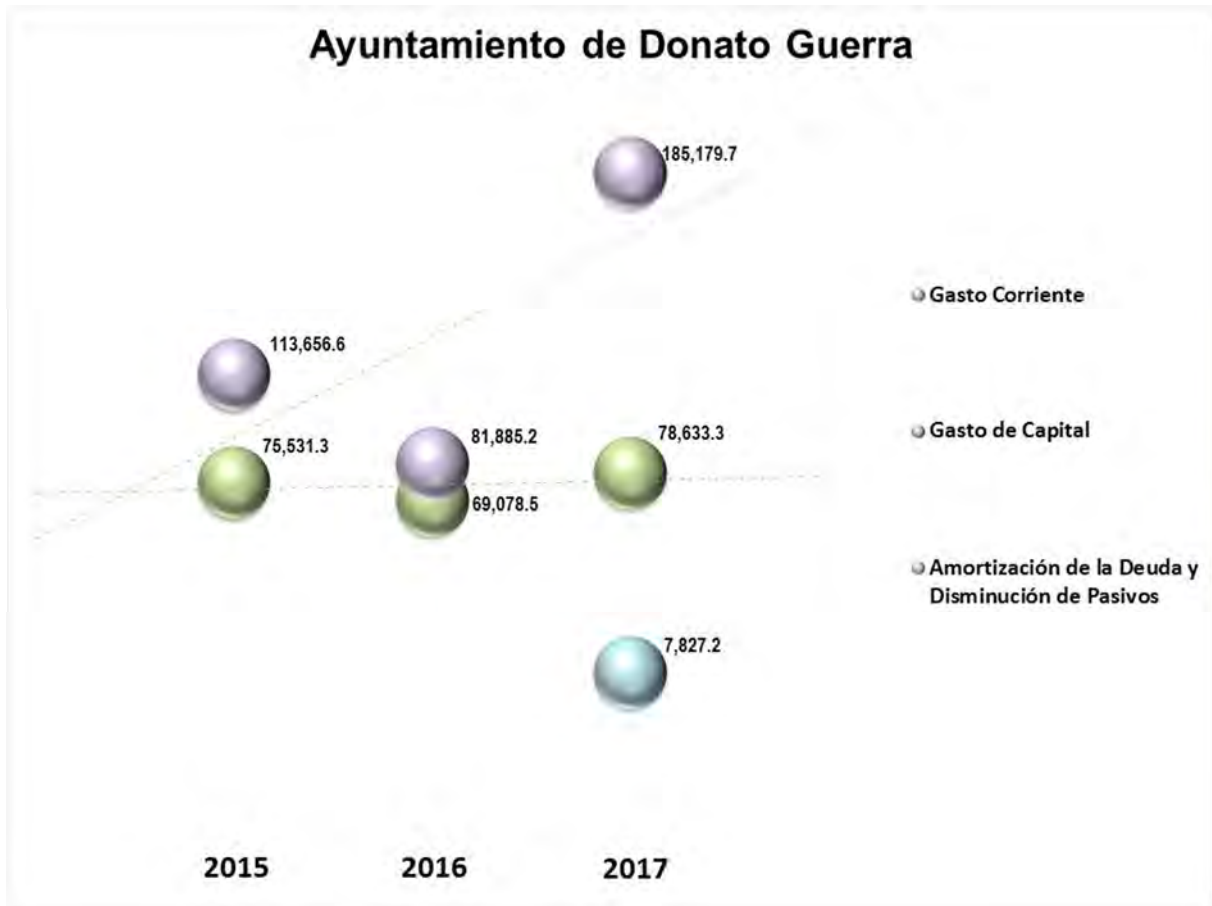 Ayuntamiento de Donato Guerra
185,179.7
113,656.6
75,531.3
81,885.2
69,078.5
78,633.3
7,827.2
Gasto Corriente
Gasto de Capital
Amortización de la Deuda y
Disminución de Pasivos
2015 2016 2017